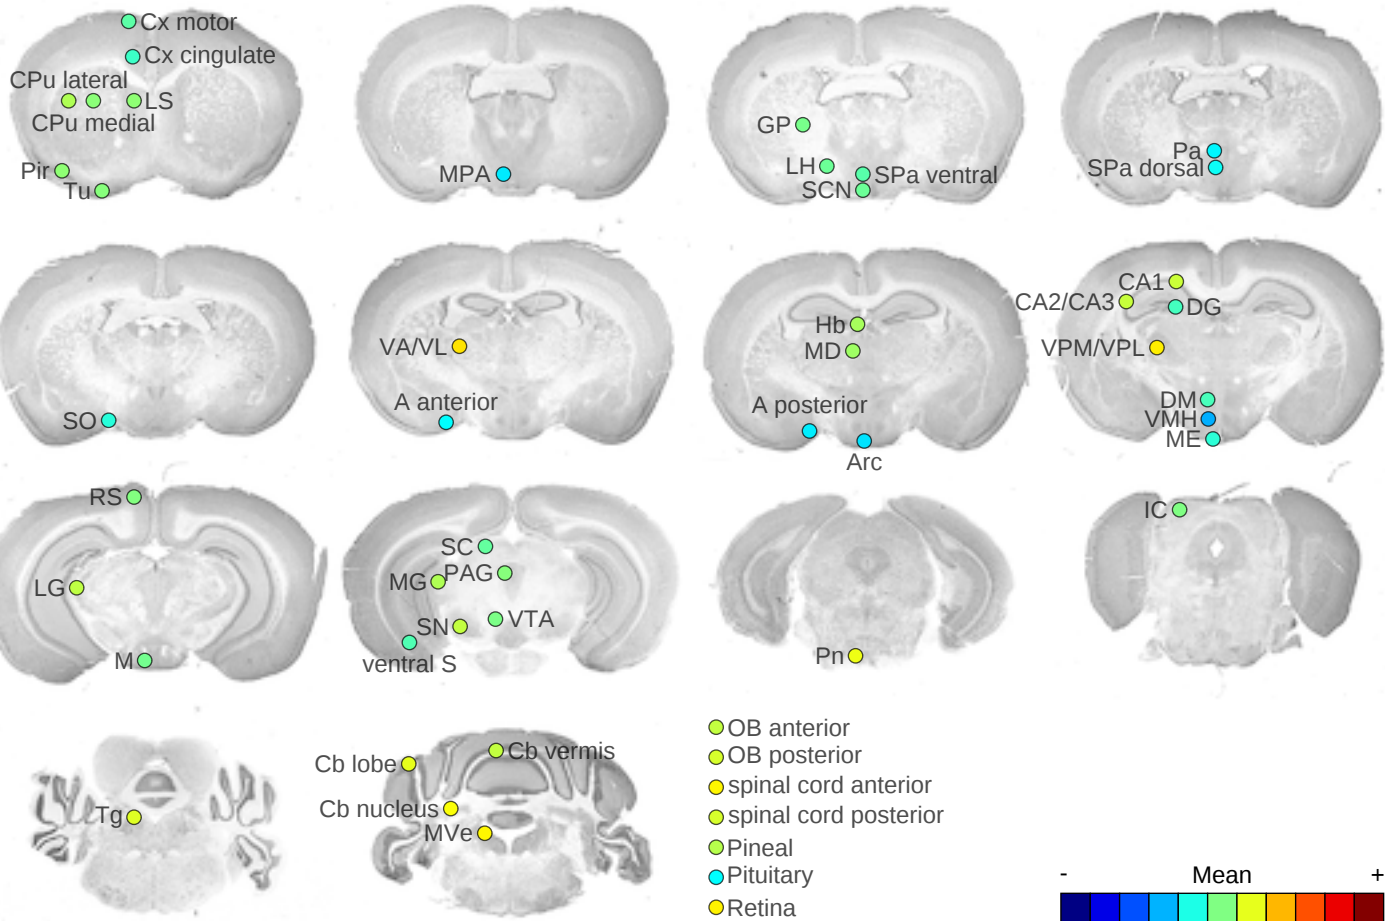 Cx motor
Cx cingulate
CPu lateral
LS
CPu medial
Pir
Tu
MPA
GP
LH
SPa ventral
SCN
Pa
SPa dorsal
SO
VA/VL
A anterior
Hb
MD
A posterior
Arc
CA1
CA2/CA3
DG
VPM/VPL
DM
VMH
ME
RS
LG
M
SC
PAG
MG
VTA
SN
ventral S
Pn
IC
Tg
Cb lobe
Cb vermis
Cb nucleus
MVe
OB anterior
OB posterior
spinal cord anterior
spinal cord posterior
Pineal
Pituitary
Retina
- Mean +